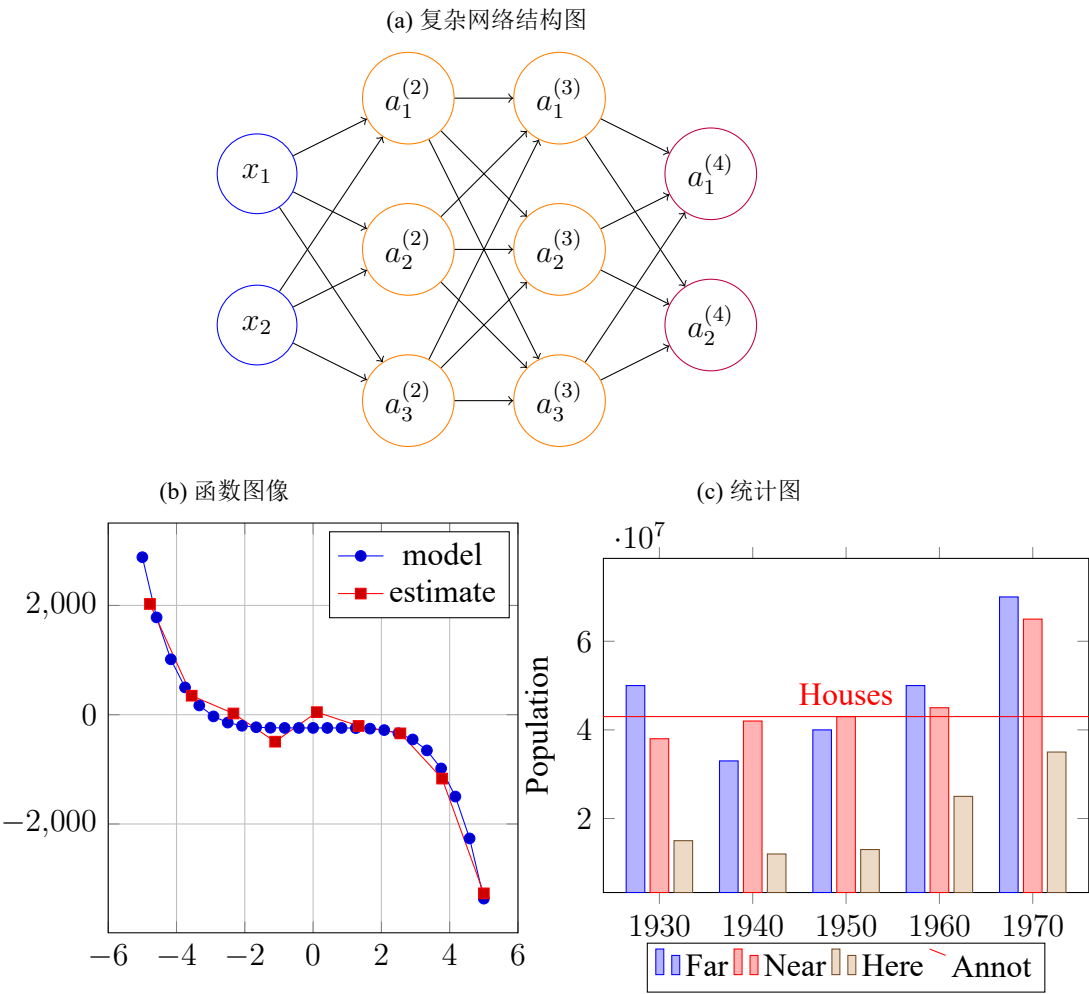 (a) 复杂网络结构图
a₁⁽²⁾ a₁⁽³⁾
x₁ a₁⁽⁴⁾
a₂⁽²⁾ a₂⁽³⁾
x₂ a₂⁽⁴⁾
a₃⁽²⁾ a₃⁽³⁾
(b) 函数图像
model
estimate
2,000
0
−2,000
−6 −4 −2 0 2 4 6
(c) 统计图
·10⁷
Population
6
4
2
Houses
1930 1940 1950 1960 1970
Far Near Here Annot